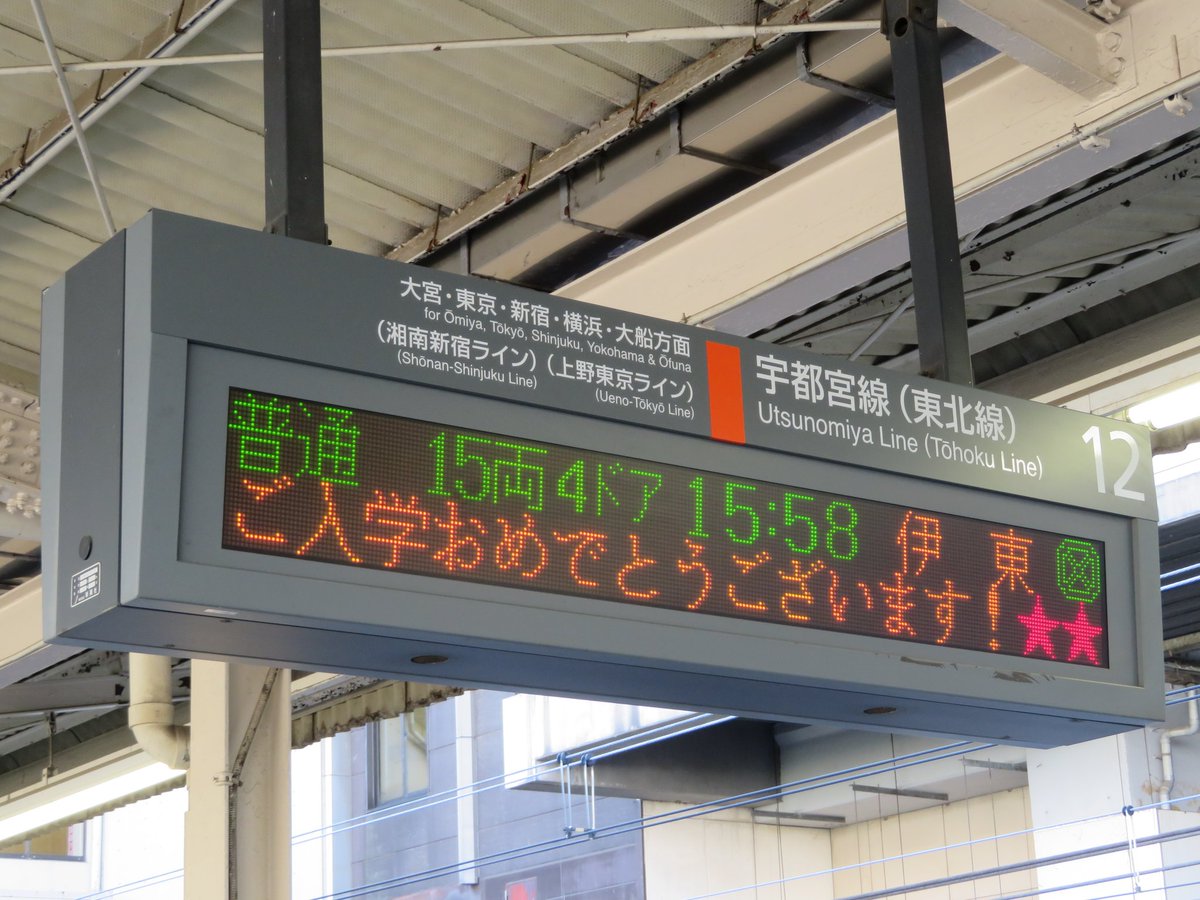 大宮・東京・新宿・横浜・大船方面
for Ōmiya, Tōkyō, Shinjuku, Yokohama & Ōfuna
(湘南新宿ライン) (上野東京ライン)
(Shōnan-Shinjuku Line) (Ueno-Tōkyō Line)
宇都宮線 (東北線)
Utsunomiya Line (Tōhoku Line)
12
普通 15両4ドア 15:58 伊東
ご入学おめでとうございます!★★